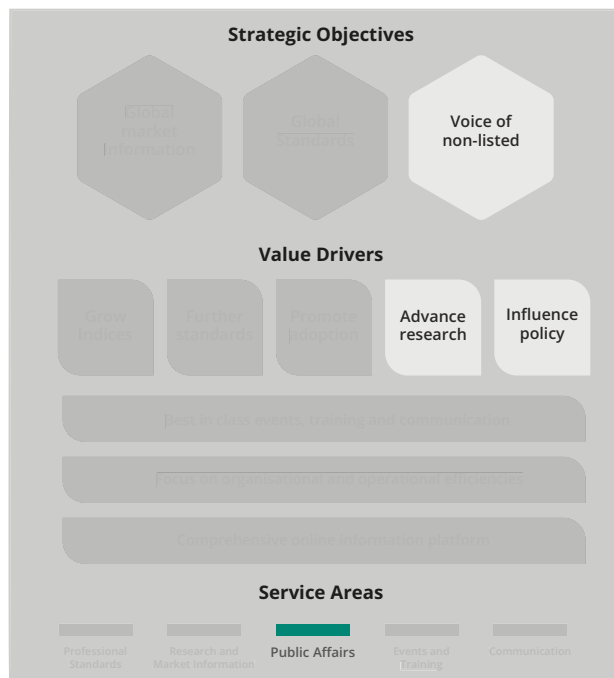 Strategic Objectives
Global
market
information
Global
Standards
Voice of
non-listed
Value Drivers
Grow
Indices
Further
standards
Promote
adoption
Advance
research
Influence
policy
Best in class events, training and communication
Focus on organisational and operational efficiencies
Comprehensive online information platform
Service Areas
Professional
Standards
Research and
Market Information
Public Affairs
Events and
Training
Communication